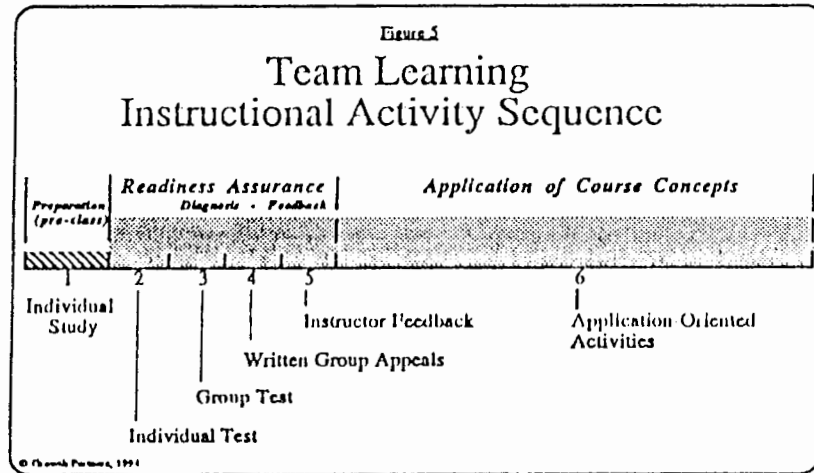 Figure 5
Team Learning
Instructional Activity Sequence
Preparation
(pre-class)
Readiness Assurance
Diagnosis - Feedback
Application of Course Concepts
1
2
3
4
5
6
Individual
Study
Instructor Feedback
Application-Oriented
Activities
Written Group Appeals
Group Test
Individual Test
© Partners, 1994